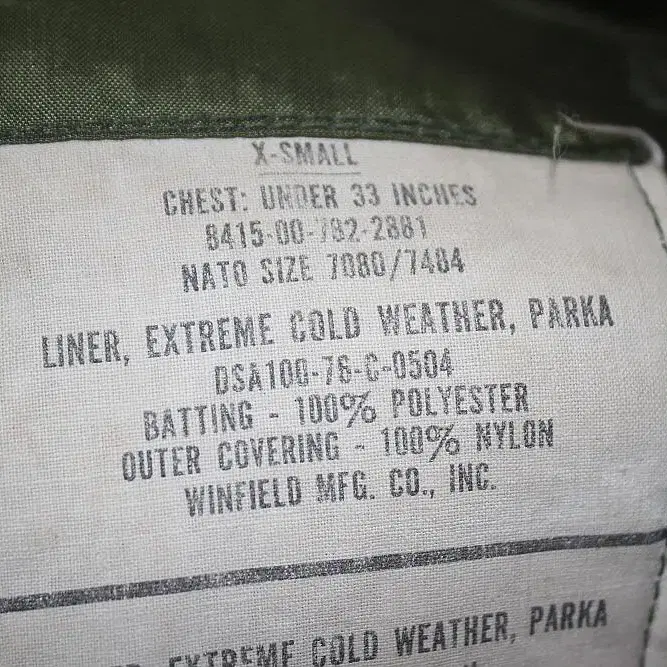 X-SMALL
CHEST: UNDER 33 INCHES
8415-00-782-2881
NATO SIZE 7080/7484
LINER, EXTREME COLD WEATHER, PARKA
DSA100-76-C-0504
BATTING - 100% POLYESTER
OUTER COVERING - 100% NYLON
WINFIELD MFG. CO., INC.
EXTREME COLD WEATHER, PARKA